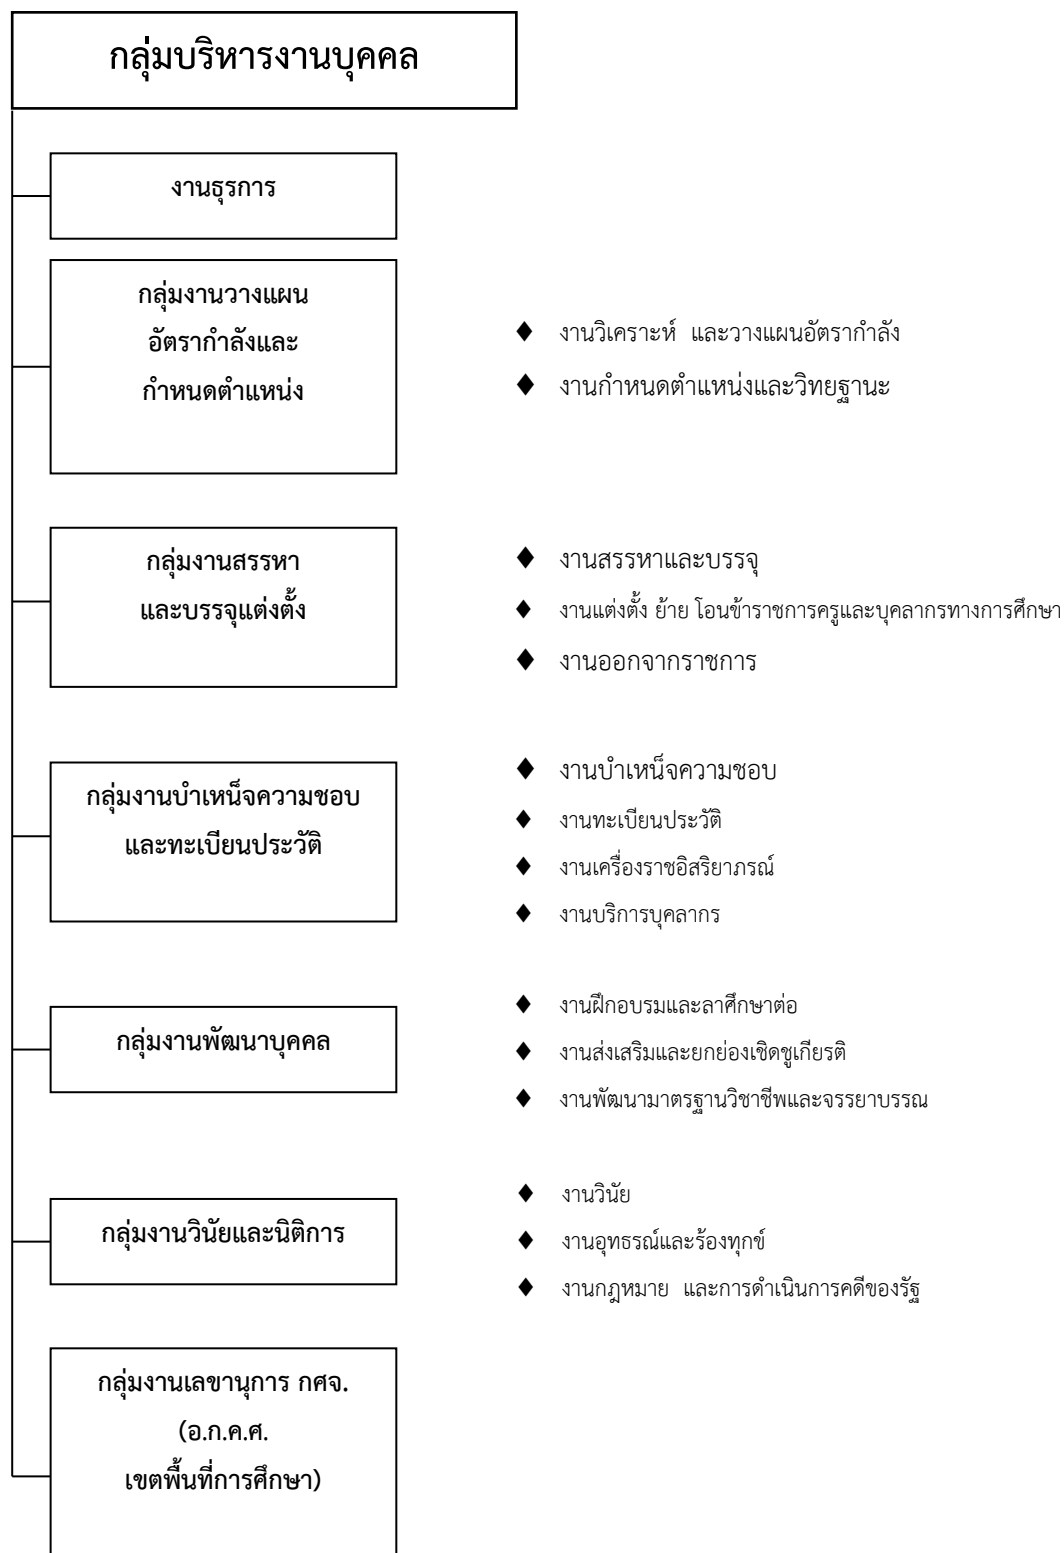 กลุ่มบริหารงานบุคคล
งานธุรการ
กลุ่มงานวางแผน
อัตรากำลังและ
กำหนดตำแหน่ง
♦ งานวิเคราะห์ และวางแผนอัตรากำลัง
♦ งานกำหนดตำแหน่งและวิทยฐานะ
กลุ่มงานสรรหา
และบรรจุแต่งตั้ง
♦ งานสรรหาและบรรจุ
♦ งานแต่งตั้ง ย้าย โอนข้าราชการครูและบุคลากรทางการศึกษา
♦ งานออกจากราชการ
กลุ่มงานบำเหน็จความชอบ
และทะเบียนประวัติ
♦ งานบำเหน็จความชอบ
♦ งานทะเบียนประวัติ
♦ งานเครื่องราชอิสริยาภรณ์
♦ งานบริการบุคลากร
กลุ่มงานพัฒนาบุคคล
♦ งานฝึกอบรมและลาศึกษาต่อ
♦ งานส่งเสริมและยกย่องเชิดชูเกียรติ
♦ งานพัฒนามาตรฐานวิชาชีพและจรรยาบรรณ
กลุ่มงานวินัยและนิติการ
♦ งานวินัย
♦ งานอุทธรณ์และร้องทุกข์
♦ งานกฎหมาย และการดำเนินการคดีของรัฐ
กลุ่มงานเลขานุการ กศจ.
(อ.ก.ค.ศ.
เขตพื้นที่การศึกษา)